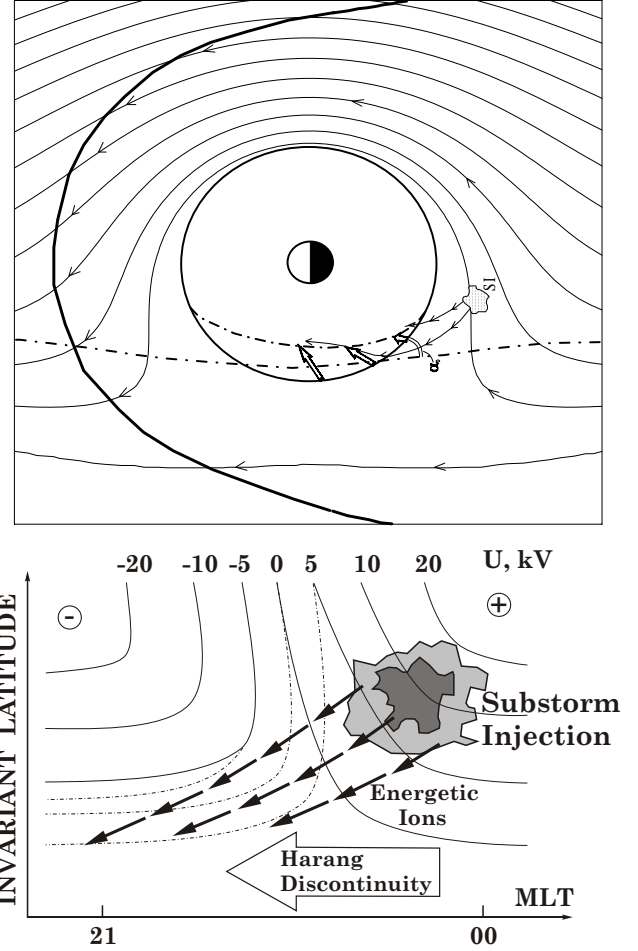 SI
α
-20 -10 -5 0 5 10 20 U, kV
-
+
INVARIANT LATITUDE
Substorm
Injection
Energetic
Ions
Harang
Discontinuity
MLT
21 00